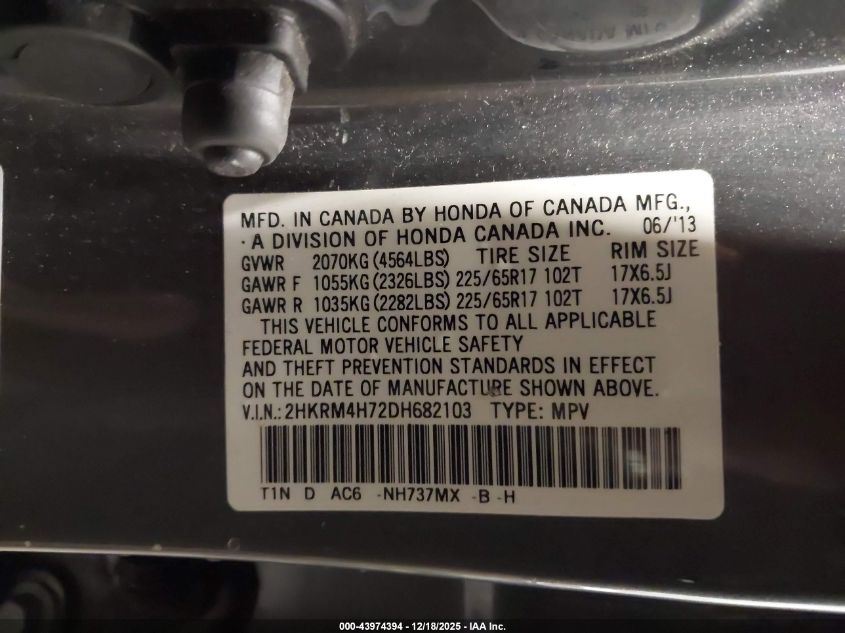 MFD. IN CANADA BY HONDA OF CANADA MFG.,
·A DIVISION OF HONDA CANADA INC. 06/'13
GVWR 2070KG(4564LBS) TIRE SIZE RIM SIZE
GAWR F 1055KG(2326LBS) 225/65R17 102T 17X6.5J
GAWR R 1035KG(2282LBS) 225/65R17 102T 17X6.5J
THIS VEHICLE CONFORMS TO ALL APPLICABLE
FEDERAL MOTOR VEHICLE SAFETY
AND THEFT PREVENTION STANDARDS IN EFFECT
ON THE DATE OF MANUFACTURE SHOWN ABOVE.
V.I.N.:2HKRM4H72DH682103 TYPE: MPV
T1N D AC6 -NH737MX -B -H
000-43974394 - 12/18/2025 - IAA Inc.